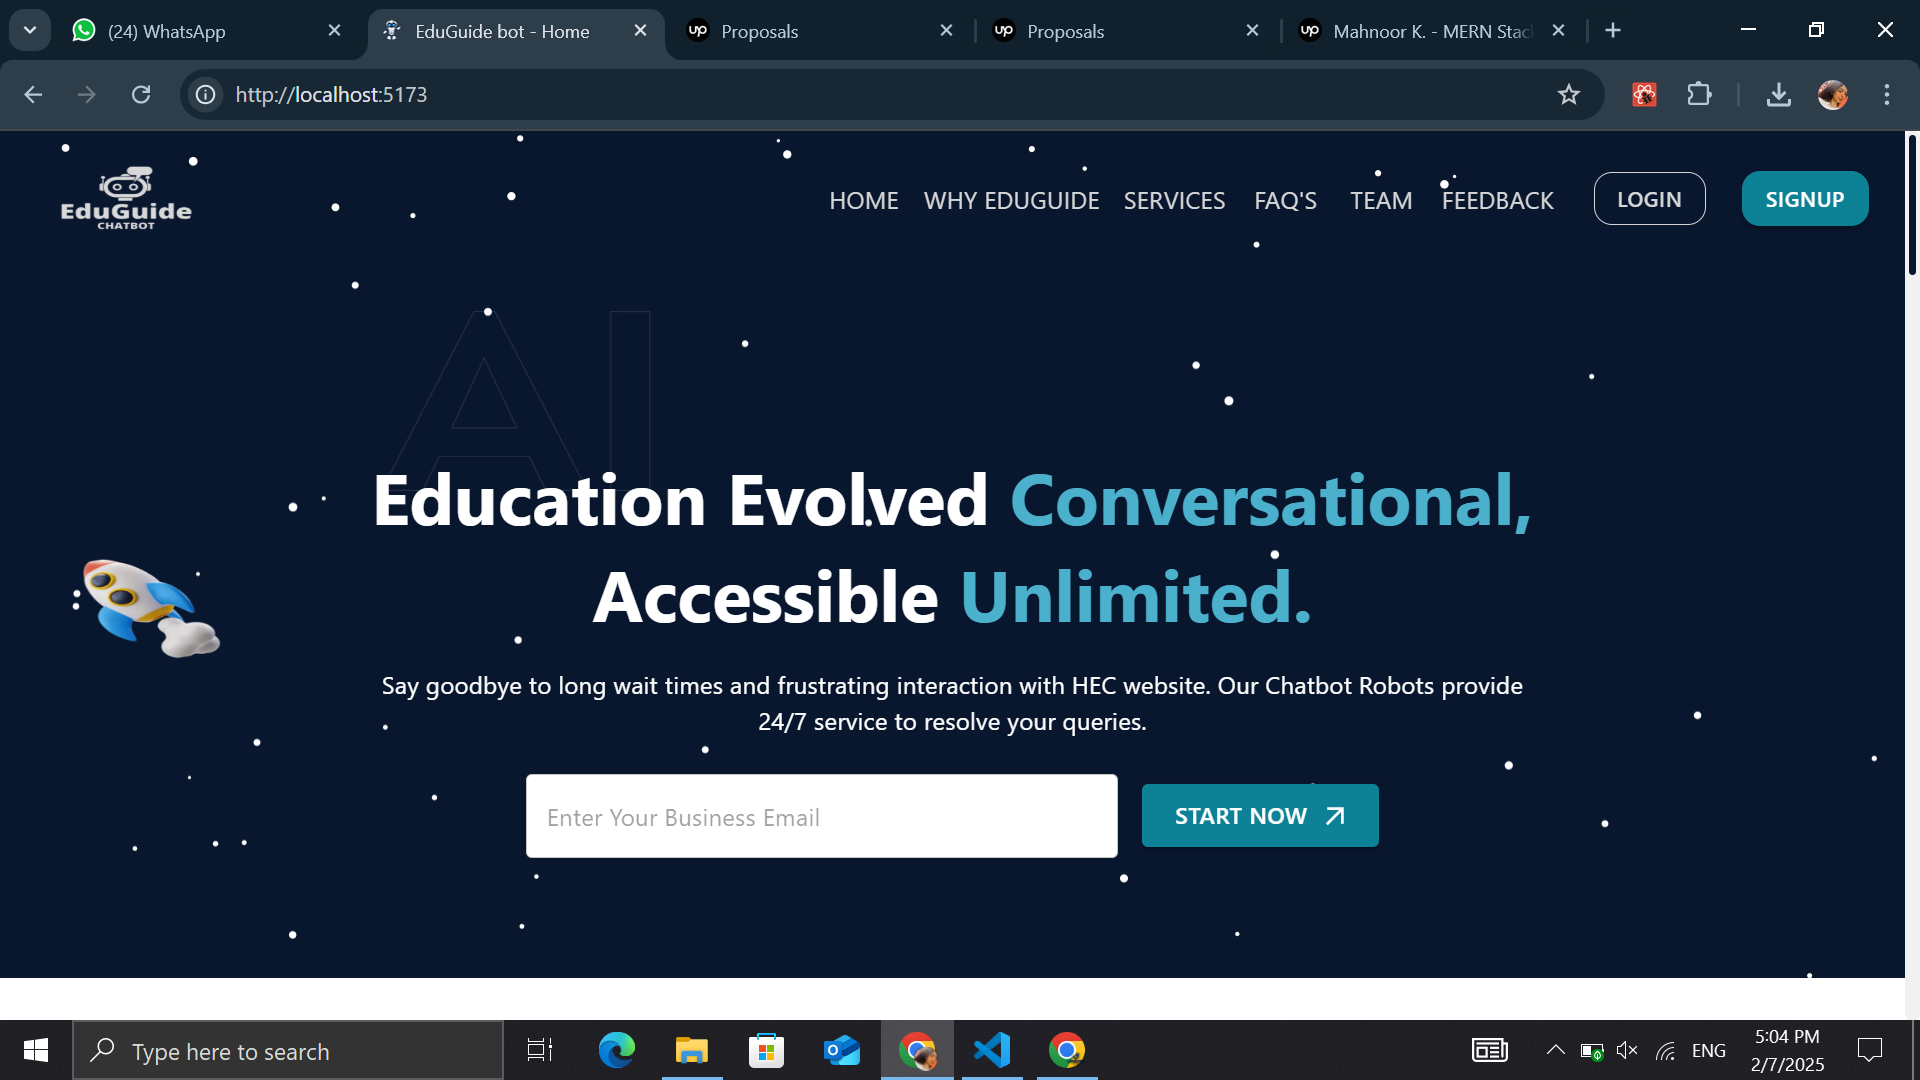 (24) WhatsApp
EduGuide bot - Home
Proposals
Proposals
Mahnoor K. - MERN Stac
http://localhost:5173
EduGuide
CHATBOT
HOME WHY EDUGUIDE SERVICES FAQ'S TEAM FEEDBACK LOGIN SIGNUP
AI
Education Evolved Conversational,
Accessible Unlimited.
Say goodbye to long wait times and frustrating interaction with HEC website. Our Chatbot Robots provide
24/7 service to resolve your queries.
Enter Your Business Email
START NOW
Type here to search
ENG
5:04 PM
2/7/2025